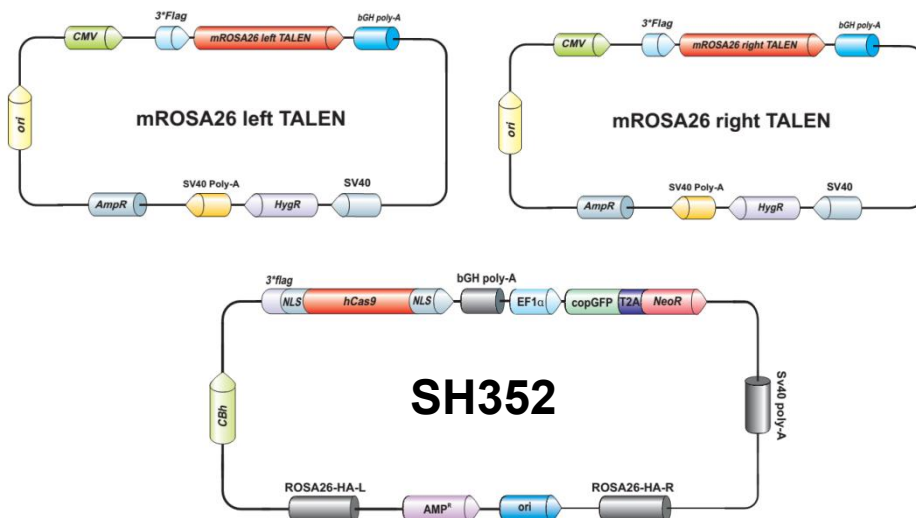 3*Flag
bGH poly-A
CMV
mROSA26 left TALEN
ori
mROSA26 left TALEN
SV40 Poly-A
SV40
AmpR
HygR
3*Flag
bGH poly-A
CMV
mROSA26 right TALEN
ori
mROSA26 right TALEN
SV40 Poly-A
SV40
AmpR
HygR
3*flag
bGH poly-A
NLS
hCas9
NLS
EF1α
copGFP
T2A
NeoR
CBh
SH352
Sv40 poly-A
ROSA26-HA-L
ROSA26-HA-R
AMPᴿ
ori